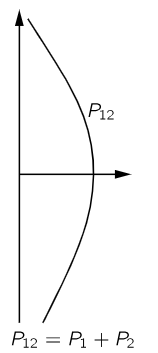 P₁₂
P₁₂ = P₁ + P₂